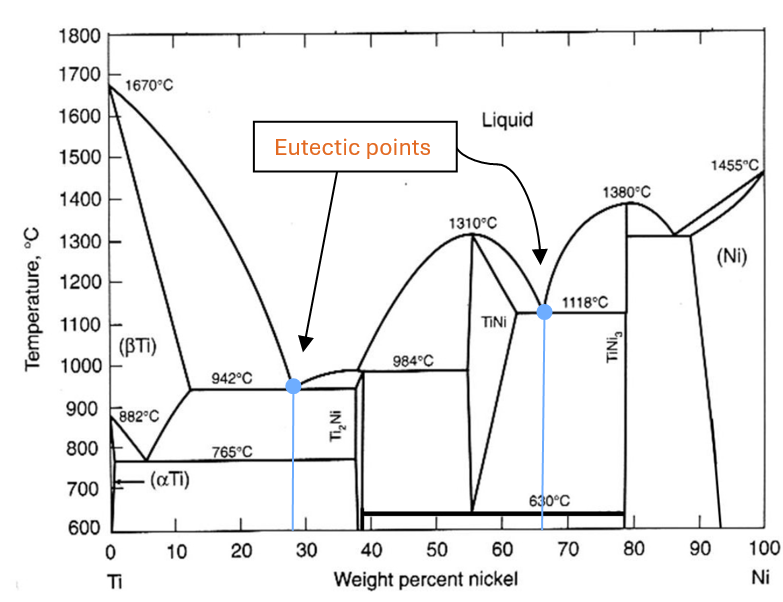 1800
1700
1600
1500
1400
1300
1200
1100
1000
900
800
700
600
Temperature, °C
1670°C
Eutectic points
Liquid
1455°C
1380°C
1310°C
(Ni)
1118°C
TiNi
TiNi₃
(βTi)
984°C
942°C
882°C
Ti₂Ni
765°C
(αTi)
630°C
0 10 20 30 40 50 60 70 80 90 100
Ti Weight percent nickel Ni